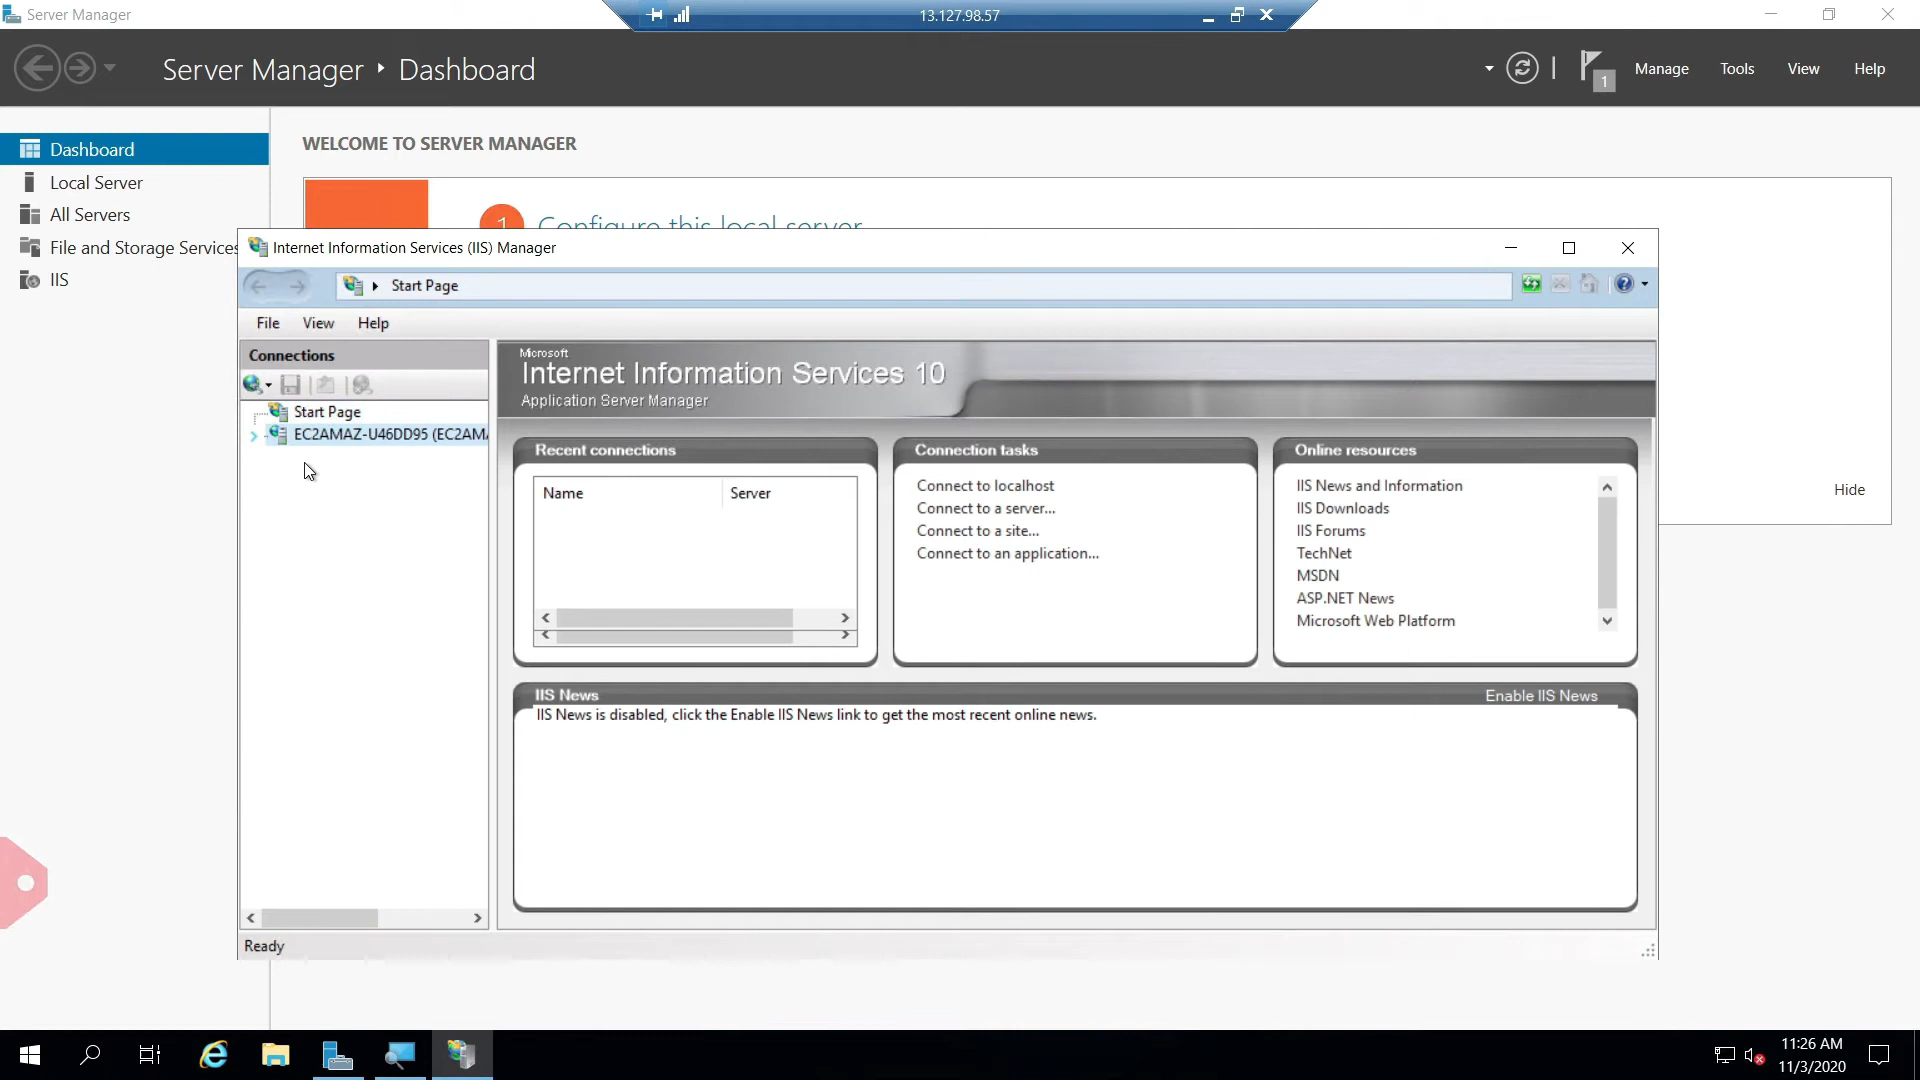 Server Manager
13.127.98.57
Server Manager ‣ Dashboard
1
Manage
Tools
View
Help
WELCOME TO SERVER MANAGER
Dashboard
Local Server
All Servers
File and Storage Services
IIS
1
Configure this local server
Hide
Internet Information Services (IIS) Manager
Start Page
File
View
Help
Connections
Start Page
EC2AMAZ-U46DD95 (EC2AM
Microsoft
Internet Information Services 10
Application Server Manager
Recent connections
Name
Server
Connection tasks
Connect to localhost
Connect to a server...
Connect to a site...
Connect to an application...
Online resources
IIS News and Information
IIS Downloads
IIS Forums
TechNet
MSDN
ASP.NET News
Microsoft Web Platform
IIS News
Enable IIS News
IIS News is disabled, click the Enable IIS News link to get the most recent online news.
Ready
11:26 AM
11/3/2020